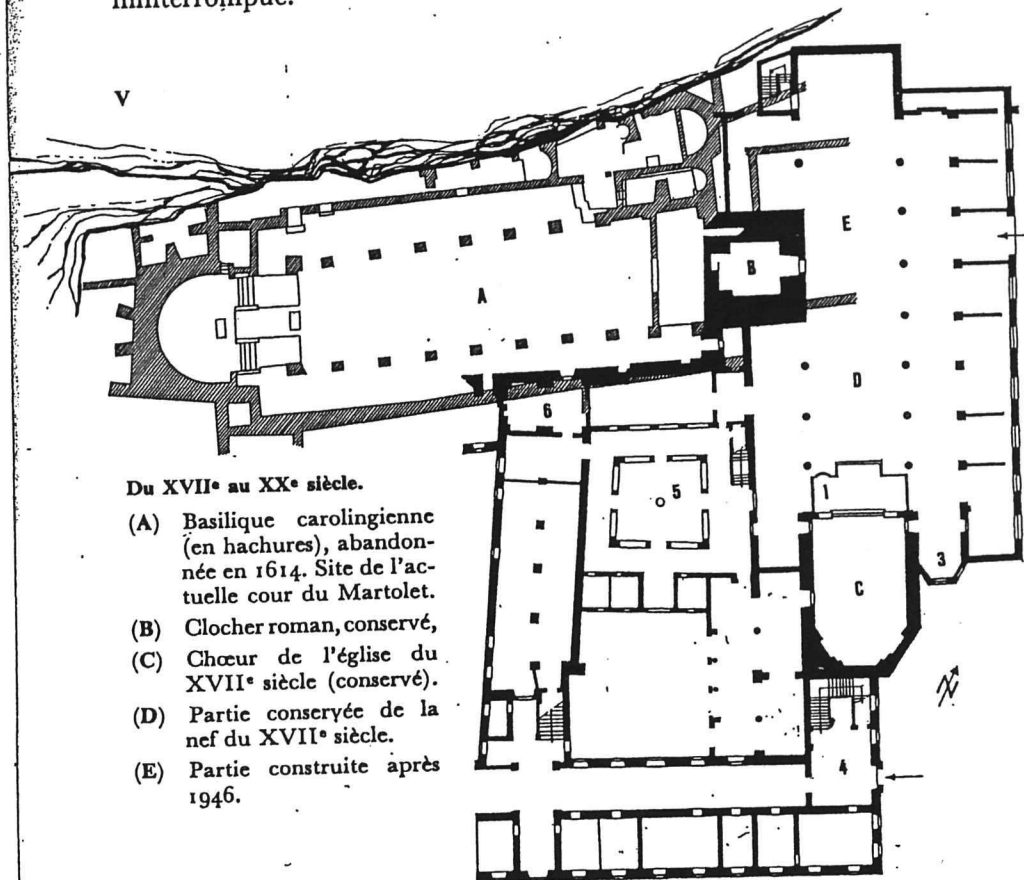 ininterrompue.
V
A
B
E
D
6
5
1
3
C
4
N
Du XVIIe au XXe siècle.
(A) Basilique carolingienne
(en hachures), abandon-
née en 1614. Site de l'ac-
tuelle cour du Martolet.
(B) Clocher roman, conservé,
(C) Chœur de l'église du
XVIIe siècle (conservé).
(D) Partie conservée de la
nef du XVIIe siècle.
(E) Partie construite après
1946.